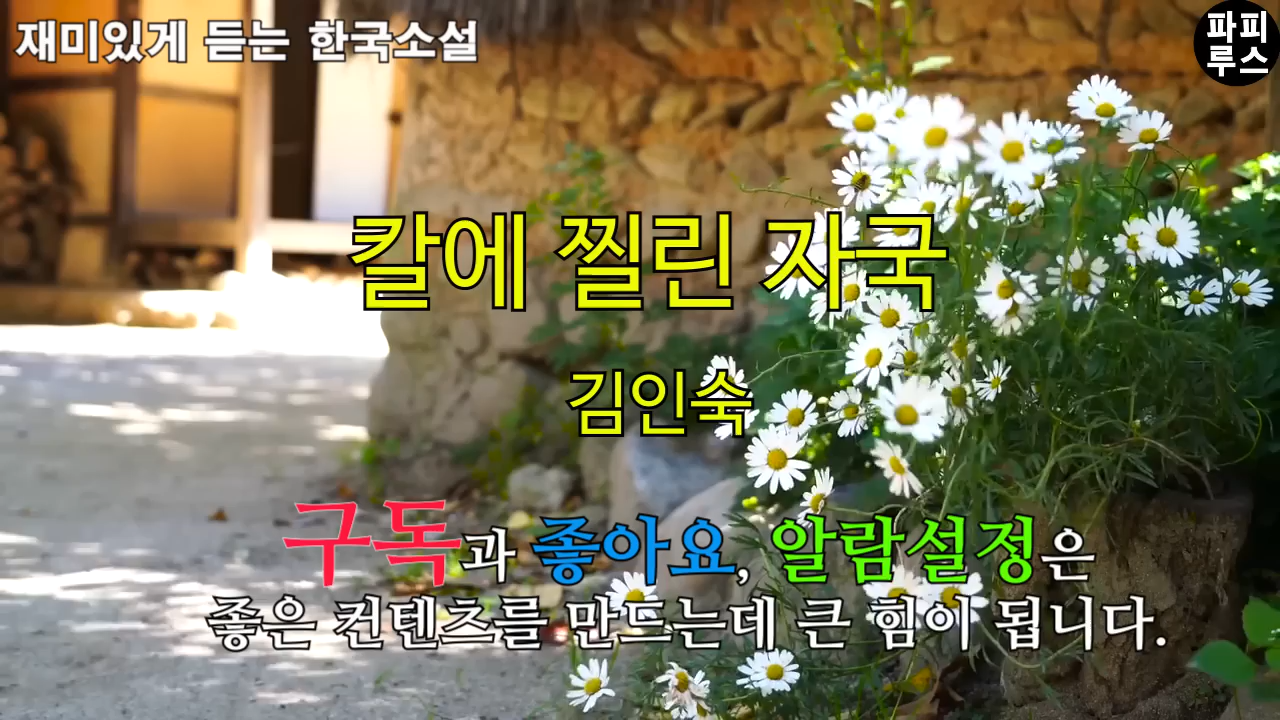 재미있게 듣는 한국소설
파피
루스
칼에 찔린 자국
김인숙
구독과 좋아요, 알람설정은
좋은 컨텐츠를 만드는데 큰 힘이 됩니다.